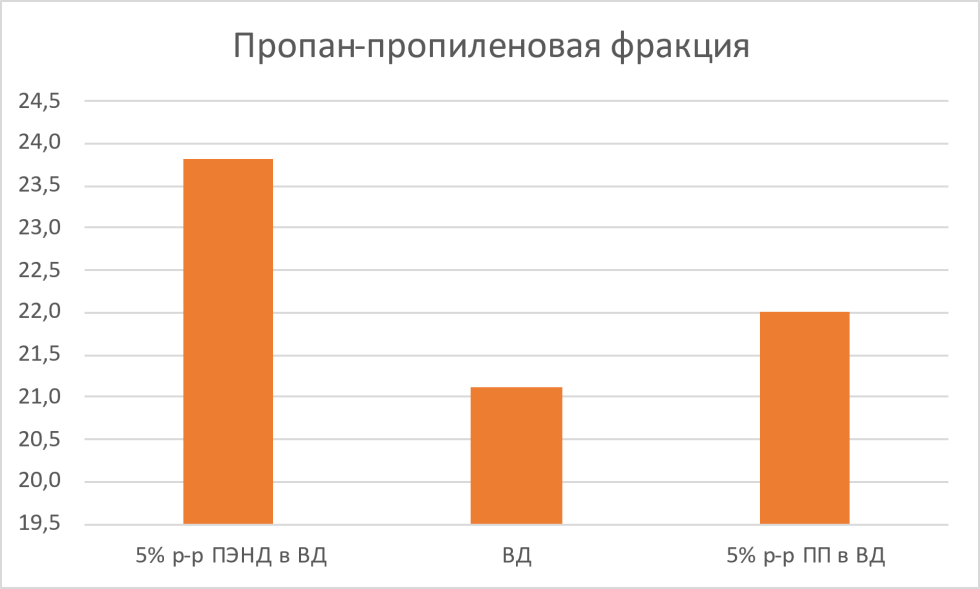 Пропан-пропиленовая фракция
24,5
24,0
23,5
23,0
22,5
22,0
21,5
21,0
20,5
20,0
19,5
5% р-р ПЭНД в ВД
ВД
5% р-р ПП в ВД